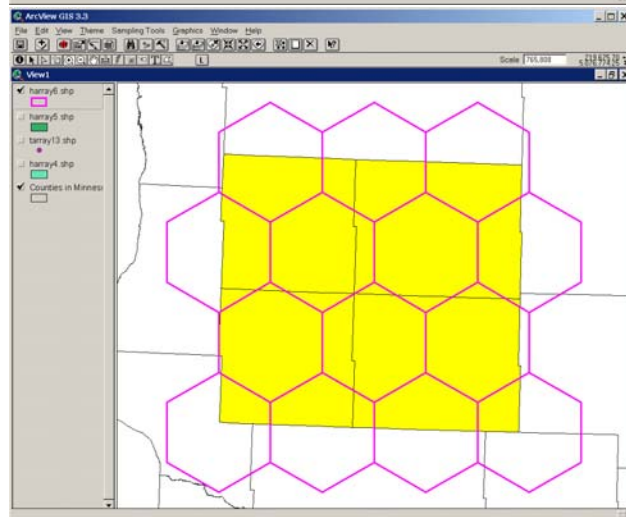 ArcView GIS 3.3
File Edit View Theme Sampling Tools Graphics Window Help
Scale 765,808
View1
harray6.shp
harray5.shp
tarray13.shp
harray4.shp
Counties in Minnes